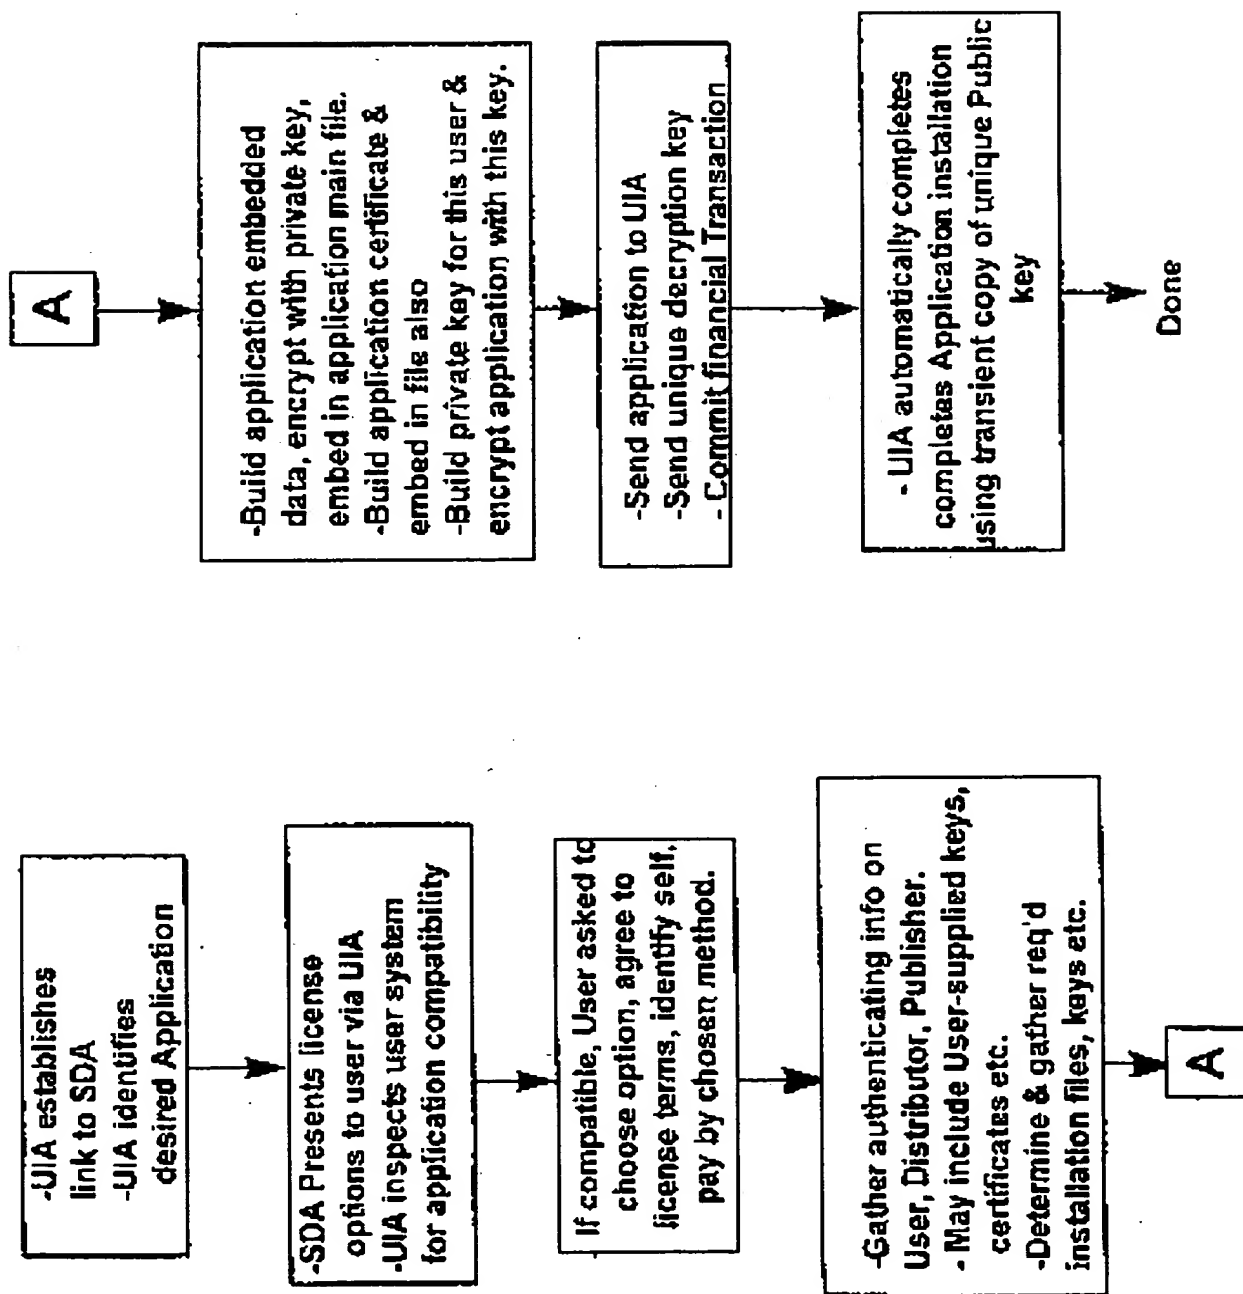 -UIA establishes
link to SDA
-UIA identifies
desired Application
-SDA Presents license
options to user via UIA
-UIA inspects user system
for application compatibility
If compatible, User asked to
choose option, agree to
license terms, identify self,
pay by chosen method.
-Gather authenticating info on
User, Distributor, Publisher.
- May include User-supplied keys,
certificates etc.
-Determine & gather req'd
installation files, keys etc.
A
A
-Build application embedded
data, encrypt with private key,
embed in application main file.
-Build application certificate &
embed in file also
-Build private key for this user &
encrypt application with this key.
-Send application to UIA
-Send unique decryption key
- Commit financial Transaction
- UIA automatically completes
completes Application installation
using transient copy of unique Public
key
Done